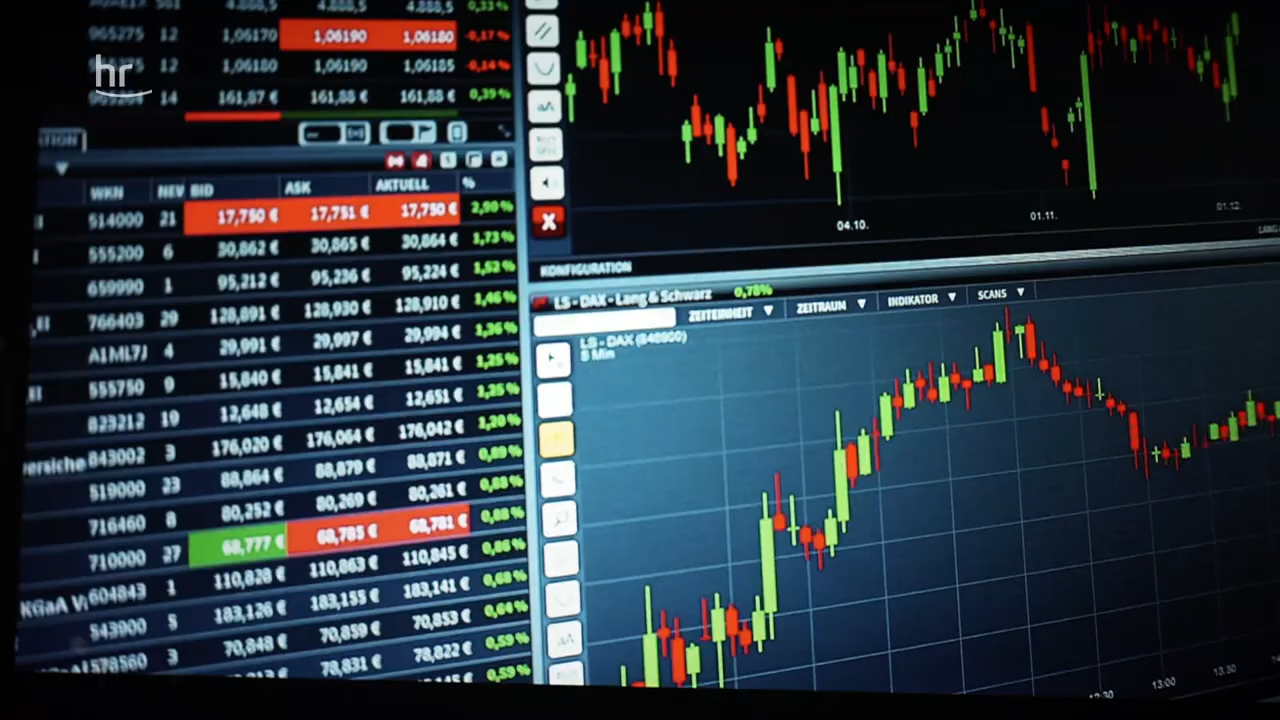 hr
4.888,5 4.888,5 4.888,5 0,33%
965275 12 1,06170 1,06190 1,06180 -0,17%
12 1,06180 1,06190 1,06185 -0,14%
14 161,87 € 161,88 € 161,88 € 0,39%
WKN NEV BID ASK AKTUELL %
514000 21 17,750 € 17,751 € 17,750 €
555200 6 30,862 € 30,865 € 30,864 € 1,73%
659990 1 95,212 € 95,236 € 95,224 € 1,52%
766403 29 128,891 € 128,930 € 128,910 € 1,46%
A1ML7J 4 29,991 € 29,997 € 29,994 €
555750 9 15,840 € 15,841 € 15,841 € 1,25%
823212 19 12,648 € 12,654 € 12,651 € 1,25%
843002 3 176,020 € 176,064 € 176,042 € 1,20%
519000 23 88,864 € 88,879 € 88,871 € 0,89%
716460 8 80,252 € 80,269 € 80,261 € 0,88%
710000 27 68,777 € 68,785 € 68,781 € 0,88%
KGaA 604843 1 110,828 € 110,863 € 110,845 € 0,86%
543900 5 183,126 € 183,155 € 183,141 € 0,68%
578560 3 70,848 € 70,859 € 70,853 € 0,64%
78,831 € 78,822 € 0,59%
0,59%
04.10. 01.11. 01.12.
KONFIGURATION
LS - DAX - Lang & Schwarz 0,78%
ZEITEINHEIT ZEITRAUM INDIKATOR SCANS
LS - DAX (846900)
5 Min
12:30 13:00 13:30